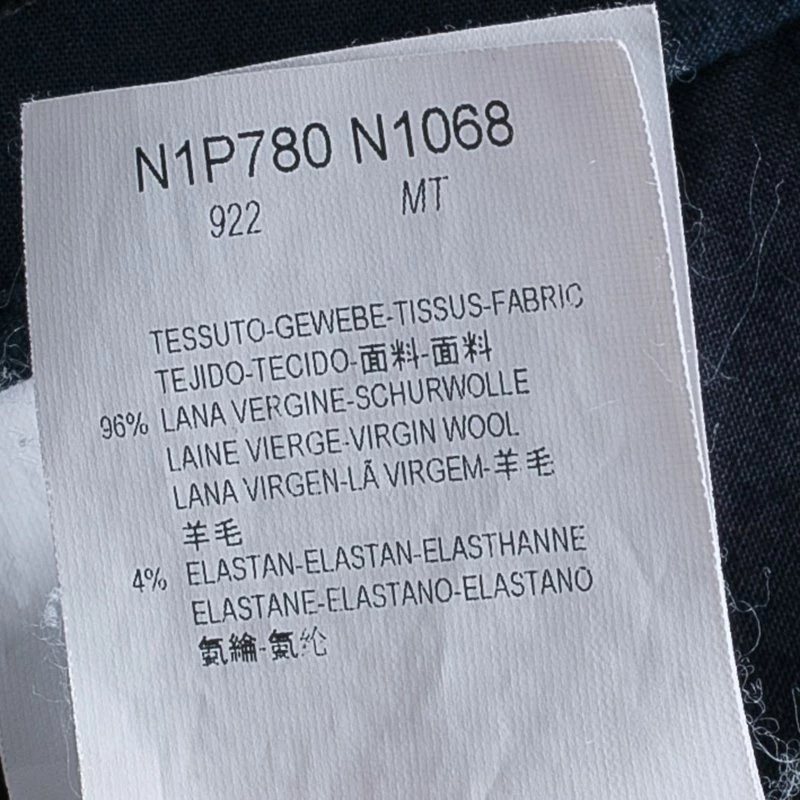 N1P780 N1068
922 MT
TESSUTO-GEWEBE-TISSUS-FABRIC
TEJIDO-TECIDO-面料-面料
96% LANA VERGINE-SCHURWOLLE
LAINE VIERGE-VIRGIN WOOL
LANA VIRGEN-LÃ VIRGEM-羊毛
羊毛
4% ELASTAN-ELASTAN-ELASTHANNE
ELASTANE-ELASTANO-ELASTANO
氨綸-氨纶